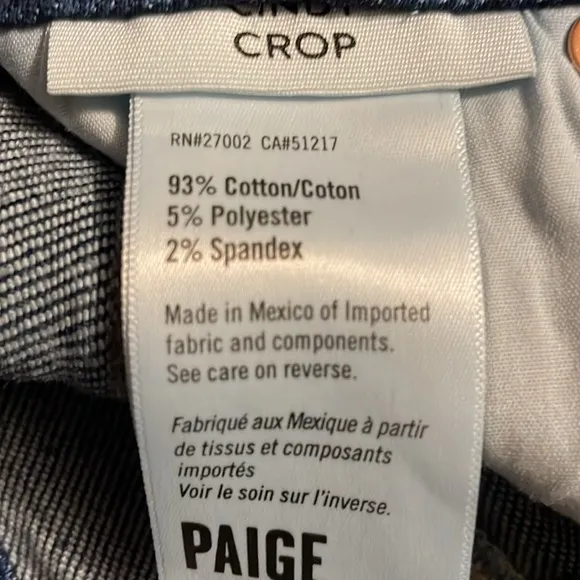 CINDY
CROP
RN#27002 CA#51217
93% Cotton/Coton
5% Polyester
2% Spandex
Made in Mexico of Imported
fabric and components.
See care on reverse.
Fabriqué aux Mexique à partir
de tissus et composants
importés
Voir le soin sur l'inverse.
PAIGE